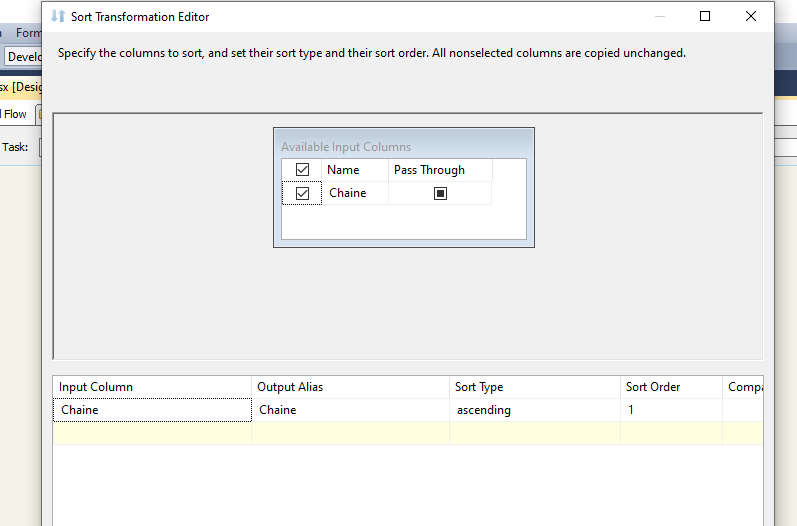 Sort Transformation Editor
Form
Specify the columns to sort, and set their sort type and their sort order. All nonselected columns are copied unchanged.
Develo
sx [Desig
l Flow
Task:
Available Input Columns
Name Pass Through
Chaine
Input Column Output Alias Sort Type Sort Order Compa
Chaine Chaine ascending 1